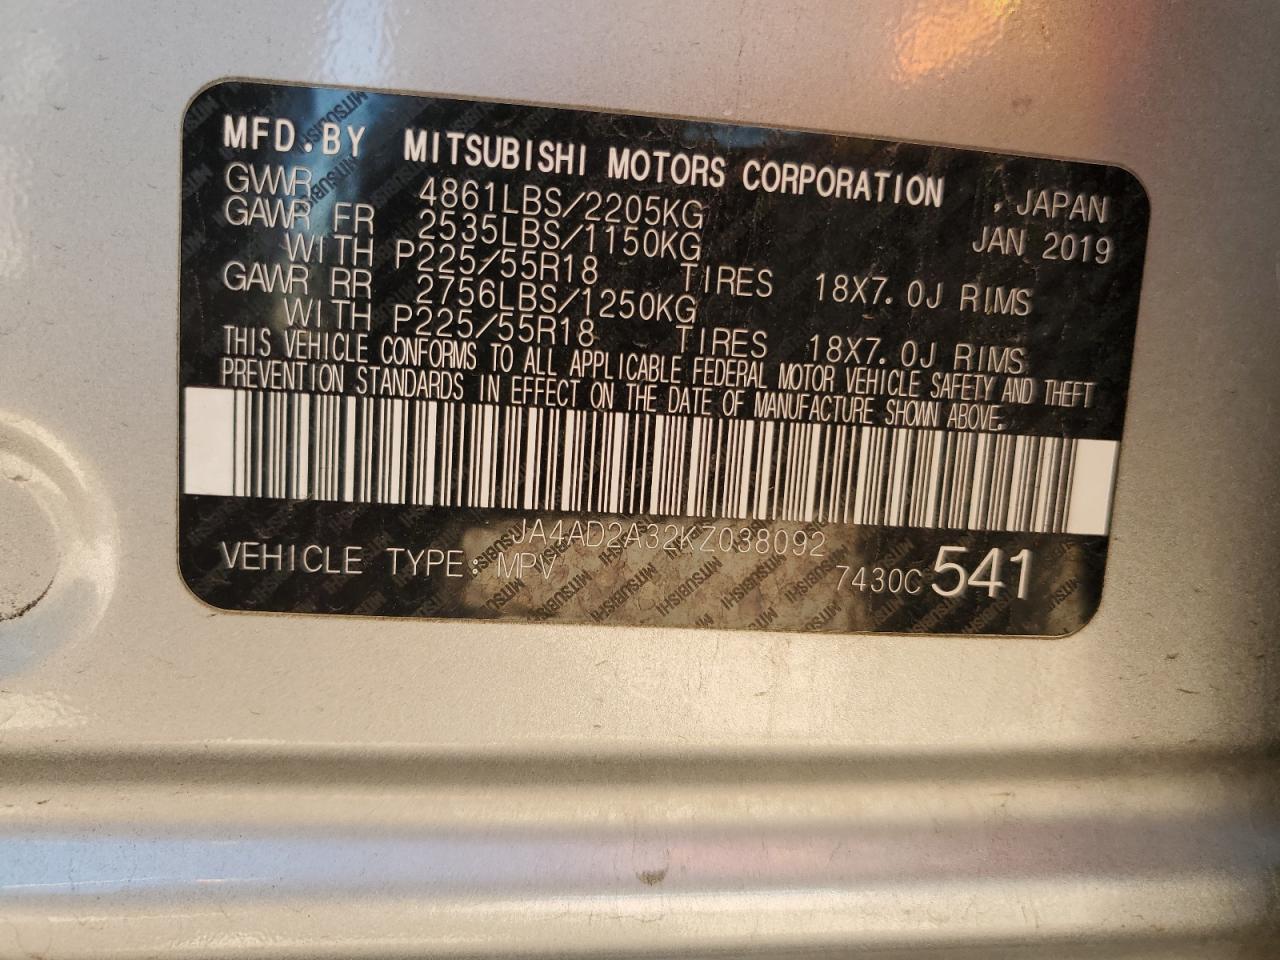 MFD.BY MITSUBISHI MOTORS CORPORATION , JAPAN
GVWR 4861LBS/2205KG JAN 2019
GAWR FR 2535LBS/1150KG
WITH P225/55R18 TIRES 18X7.0J RIMS
GAWR RR 2756LBS/1250KG
WITH P225/55R18 TIRES 18X7.0J RIMS
THIS VEHICLE CONFORMS TO ALL APPLICABLE FEDERAL MOTOR VEHICLE SAFETY AND THEFT
PREVENTION STANDARDS IN EFFECT ON THE DATE OF MANUFACTURE SHOWN ABOVE.
JA4AD2A32KZ038092
VEHICLE TYPE: MPV 7430C 541